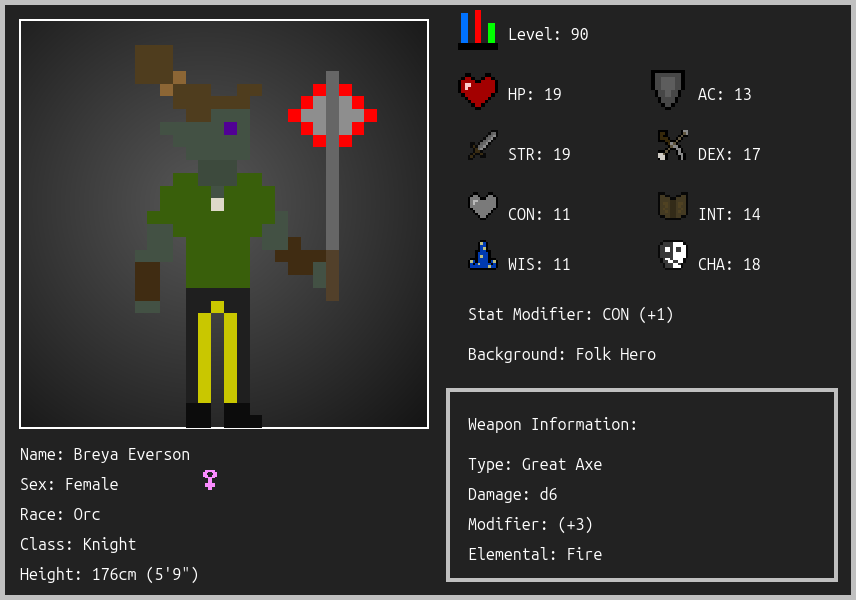 Level: 90
HP: 19
AC: 13
STR: 19
DEX: 17
CON: 11
INT: 14
WIS: 11
CHA: 18
Stat Modifier: CON (+1)
Background: Folk Hero
Weapon Information:
Type: Great Axe
Damage: d6
Modifier: (+3)
Elemental: Fire
Name: Breya Everson
Sex: Female
Race: Orc
Class: Knight
Height: 176cm (5'9")